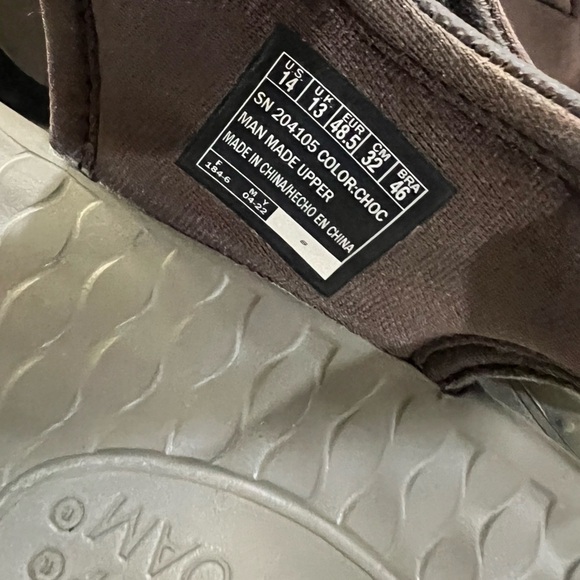 U.S. U.K. EUR CM BRA
14 13 48.5 32 46
SN 204105 COLOR:CHOC
MAN MADE UPPER
MADE IN CHINA/HECHO EN CHINA
F M Y
184-6 04-22
OAM